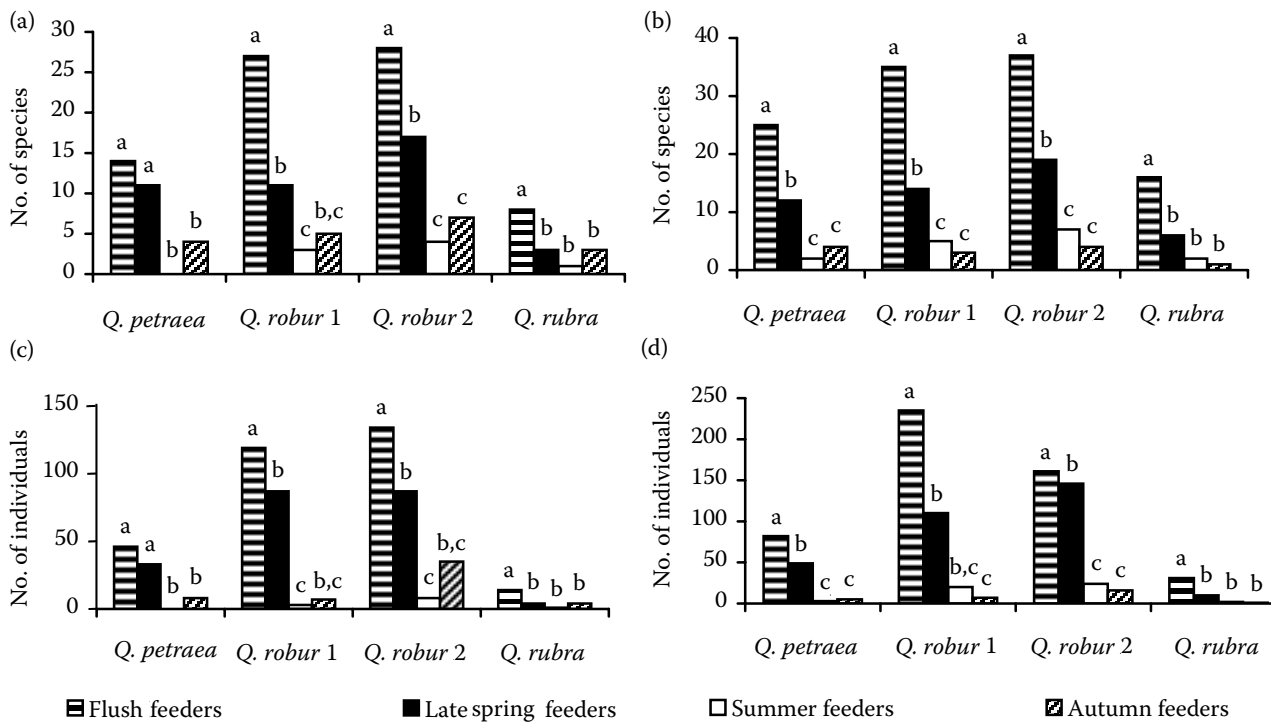 (a)
30
25
20
15
10
5
0
No. of species
a a b b
a b c b,c
a b c c
a b b b
Q. petraea Q. robur 1 Q. robur 2 Q. rubra
(b)
40
30
20
10
0
No. of species
a b c c
a b c c
a b c c
a b b b
Q. petraea Q. robur 1 Q. robur 2 Q. rubra
(c)
150
100
50
0
No. of individuals
a a b b
a b c b,c
a b c b,c
a b b b
Q. petraea Q. robur 1 Q. robur 2 Q. rubra
(d)
250
200
150
100
50
0
No. of individuals
a b c c
a b b,c c
a b c c
a b b b
Q. petraea Q. robur 1 Q. robur 2 Q. rubra
Flush feeders Late spring feeders Summer feeders Autumn feeders